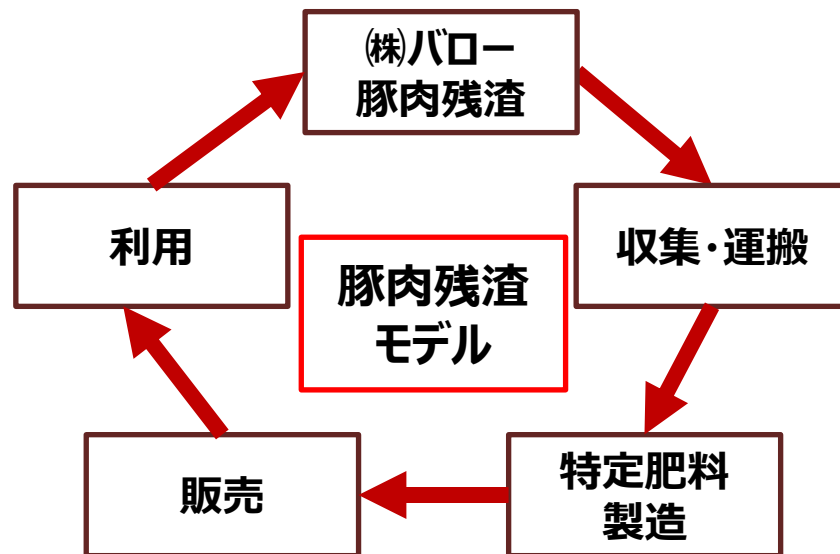 ㈱バロー
豚肉残渣
利用
収集・運搬
豚肉残渣
モデル
販売
特定肥料
製造